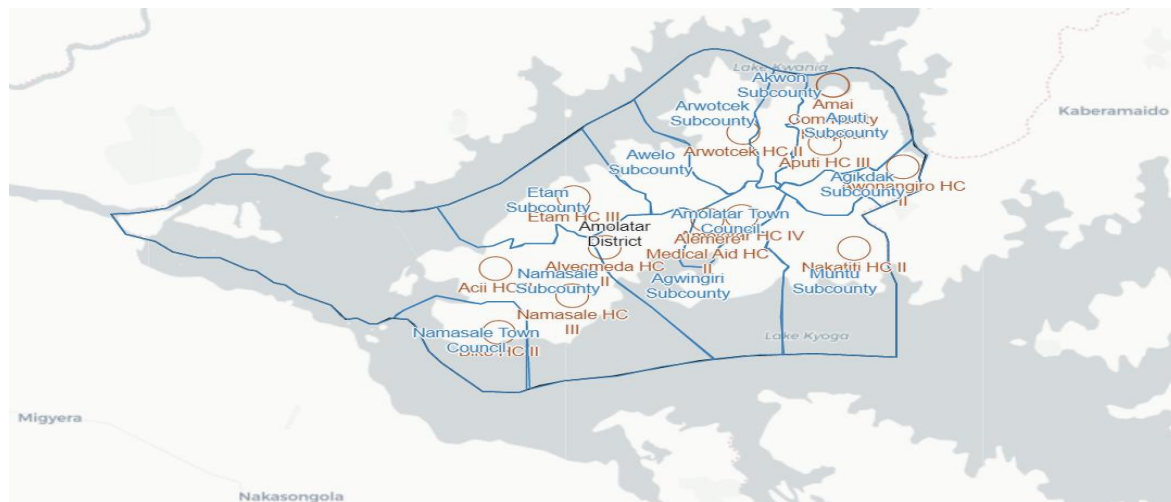 Lake Kwania
Akwon
Subcounty
Kaberamaido
Arwotcek
Subcounty
Amai
Aputi
Subcounty
Arwotcek HC II
Aputi HC III
Awelo
Subcounty
Agikdak
Subcounty
Awonangiro HC
II
Etam
Subcounty
Etam HC III
Amolatar
District
Amolatar Town
Council
HC IV
Alemere
Medical Aid HC
II
Agwingiri
Subcounty
Alyecmeda HC
II
Nakatiti HC II
Muntu
Subcounty
Acii HC
Namasale
Subcounty
Namasale HC
III
Namasale Town
Council
HC II
Lake Kyoga
Migyera
Nakasongola